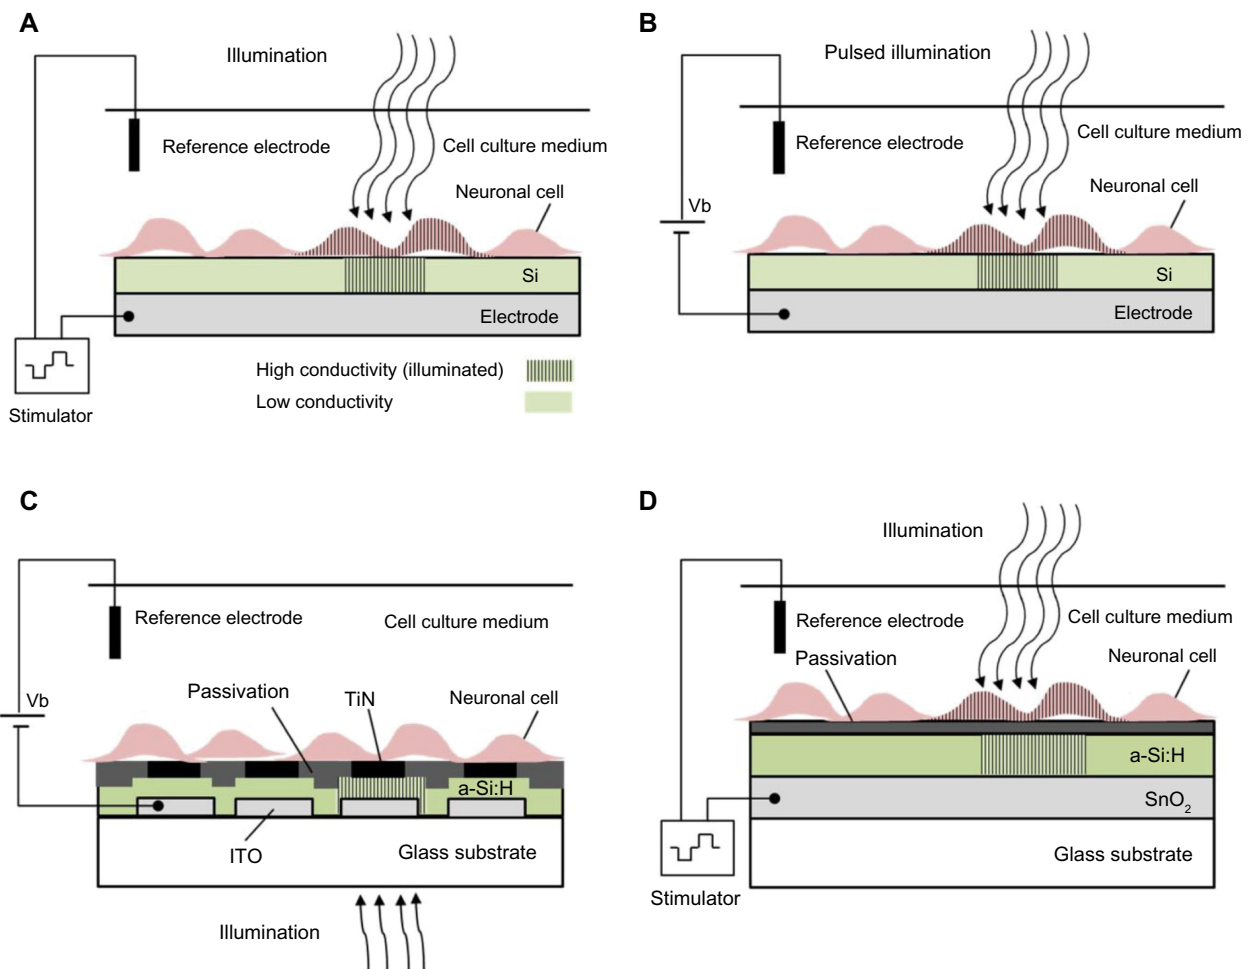 A
Illumination
Reference electrode
Cell culture medium
Neuronal cell
Si
Electrode
High conductivity (illuminated)
Low conductivity
Stimulator
B
Pulsed illumination
Cell culture medium
Reference electrode
Neuronal cell
Vb
Si
Electrode
C
Reference electrode
Cell culture medium
Vb
Passivation
TiN
Neuronal cell
a-Si:H
ITO
Glass substrate
Illumination
D
Illumination
Reference electrode
Cell culture medium
Passivation
Neuronal cell
a-Si:H
SnO₂
Glass substrate
Stimulator